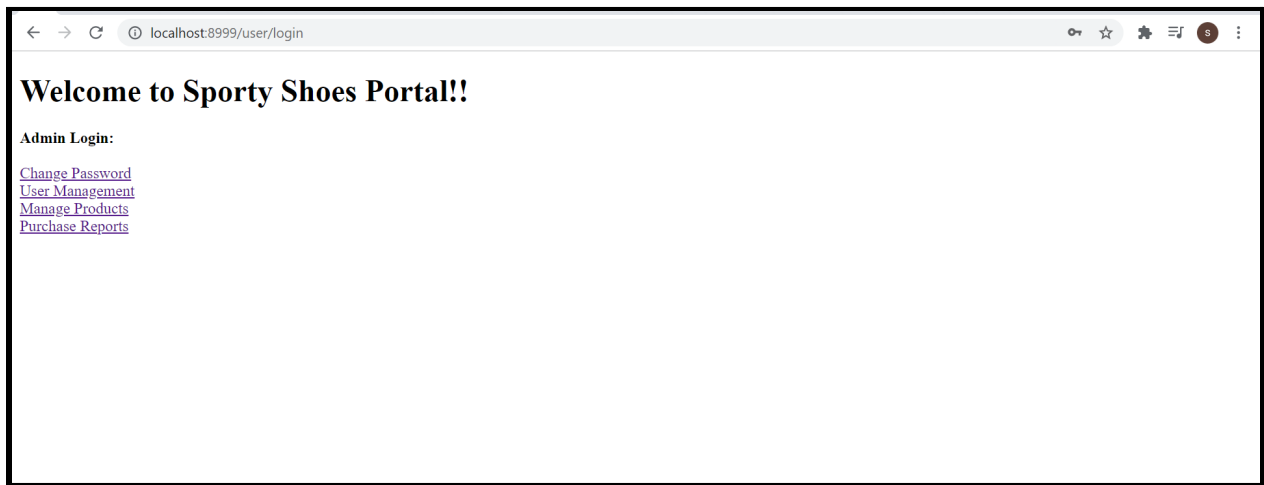 localhost:8999/user/login
S
Welcome to Sporty Shoes Portal!!
Admin Login:
Change Password
User Management
Manage Products
Purchase Reports